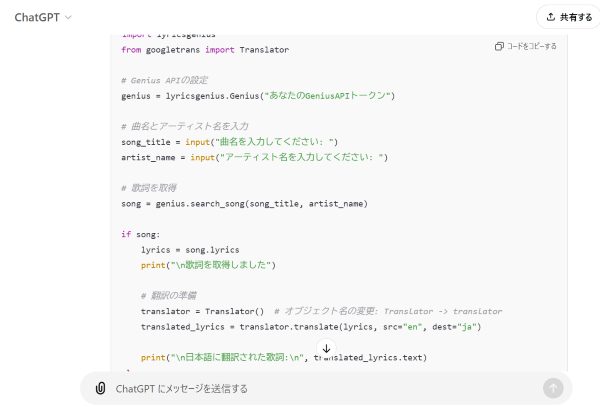 ChatGPT
共有する
import lyricsgenius
from googletrans import Translator
コードをコピーする
# Genius APIの設定
genius = lyricsgenius.Genius("あなたのGeniusAPIトークン")
# 曲名とアーティスト名を入力
song_title = input("曲名を入力してください: ")
artist_name = input("アーティスト名を入力してください: ")
# 歌詞を取得
song = genius.search_song(song_title, artist_name)
if song:
lyrics = song.lyrics
print("\n歌詞を取得しました")
# 翻訳の準備
translator = Translator()  # オブジェクト名の変更: Translator -> translator
translated_lyrics = translator.translate(lyrics, src="en", dest="ja")
print("\n日本語に翻訳された歌詞:\n", translated_lyrics.text)
ChatGPT にメッセージを送信する